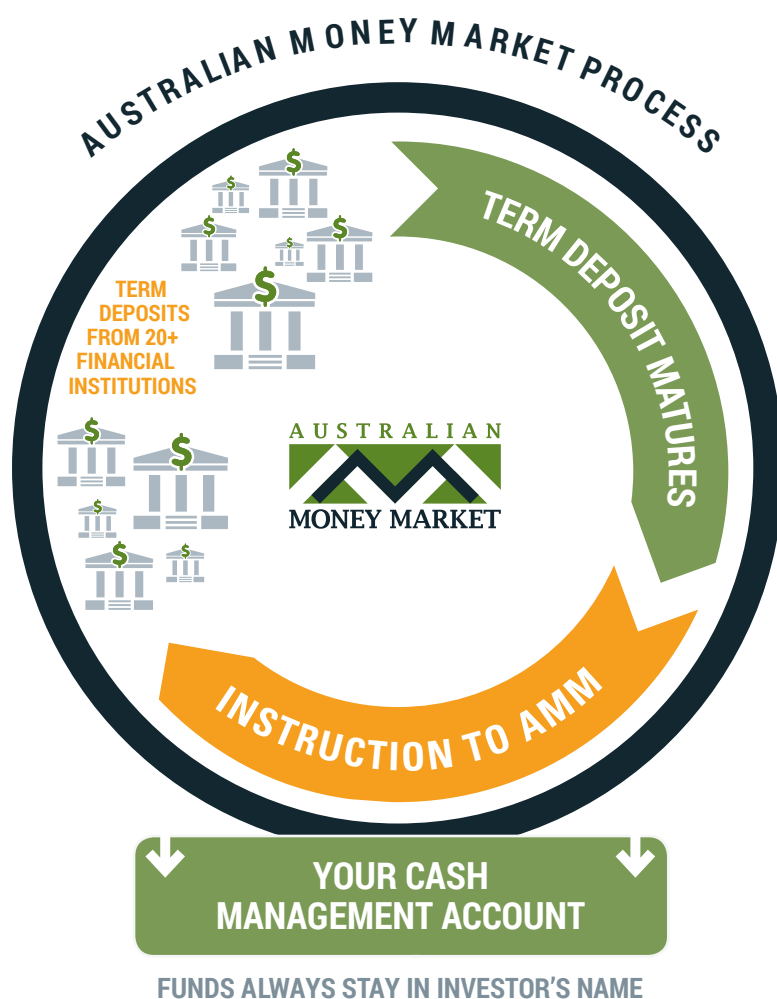 AUSTRALIAN MONEY MARKET PROCESS
TERM DEPOSIT MATURES
TERM
DEPOSITS
FROM 20+
FINANCIAL
INSTITUTIONS
$
$
$
$
$
$
AUSTRALIAN
MONEY MARKET
$
$
$
$
$
INSTRUCTION TO AMM
YOUR CASH
MANAGEMENT ACCOUNT
FUNDS ALWAYS STAY IN INVESTOR'S NAME